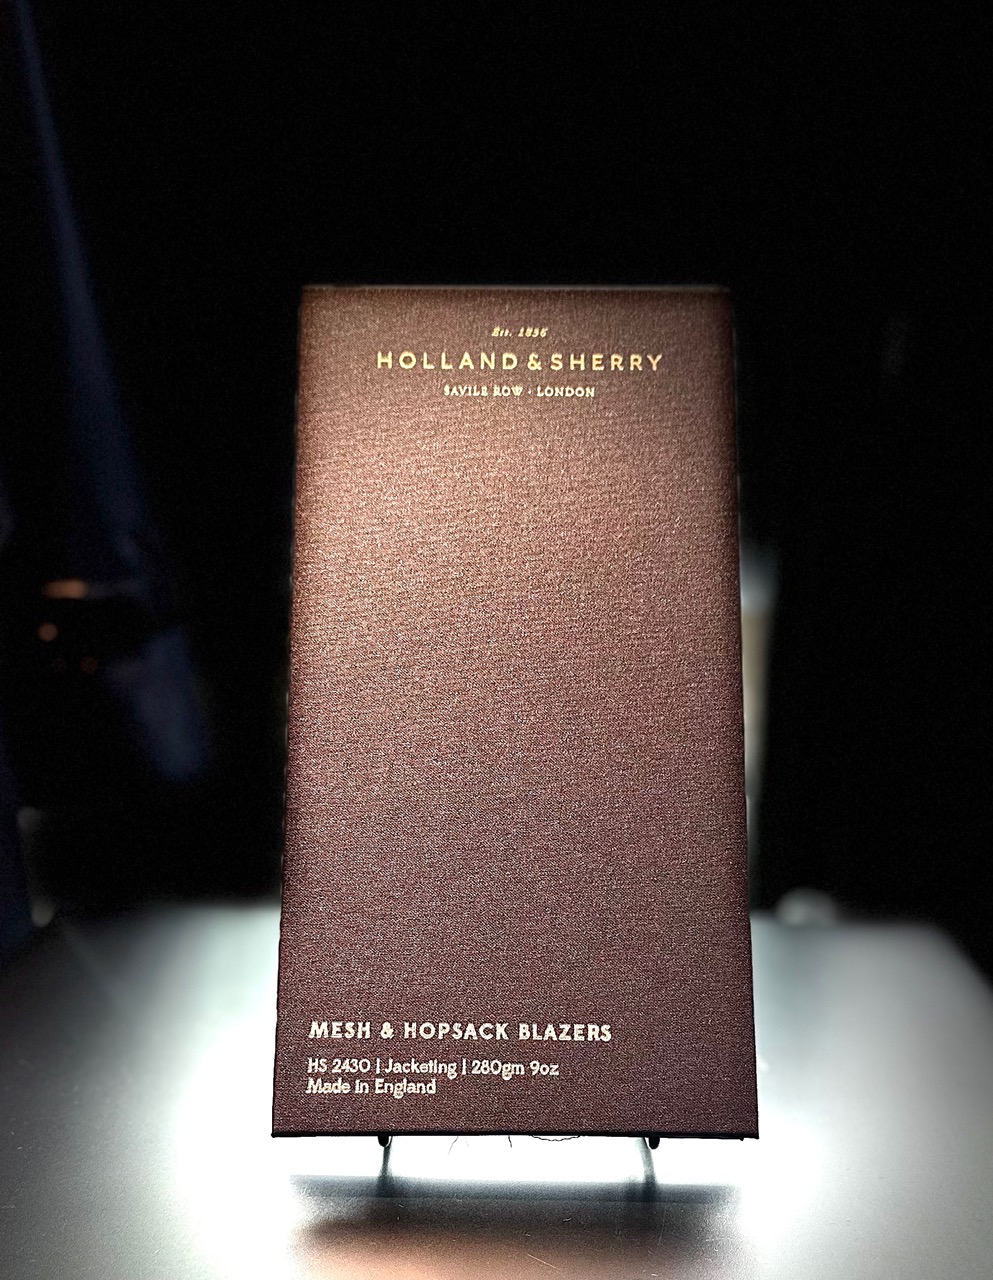 Est. 1836
HOLLAND & SHERRY
SAVILE ROW · LONDON
MESH & HOPSACK BLAZERS
HS 2430 | Jacketing | 280gm 9oz
Made in England